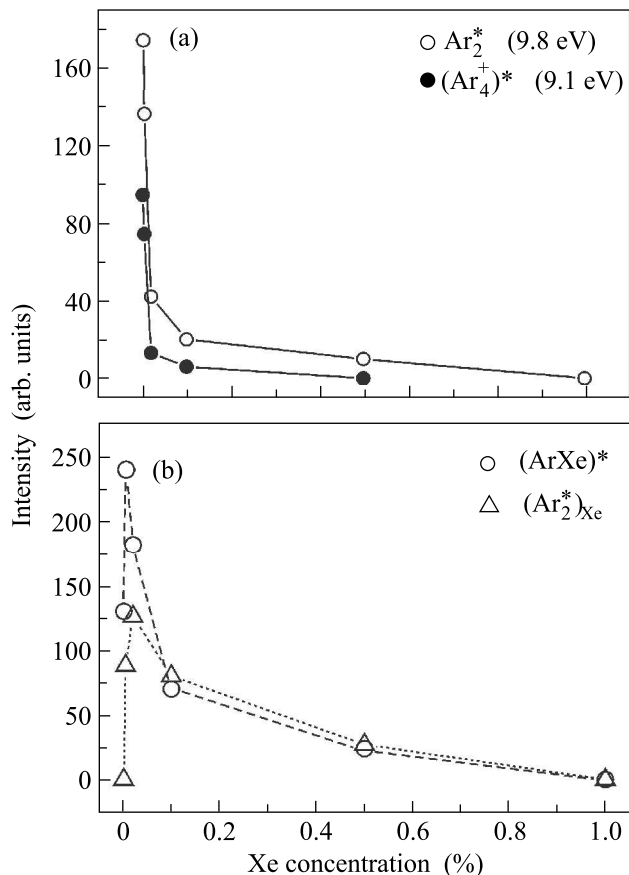 (a)
Ar₂* (9.8 eV)
(Ar₄⁺)* (9.1 eV)
160
120
80
40
0
Intensity (arb. units)
(b)
(ArXe)*
(Ar₂*)Xe
250
200
150
100
50
0
0 0.2 0.4 0.6 0.8 1.0
Xe concentration (%)